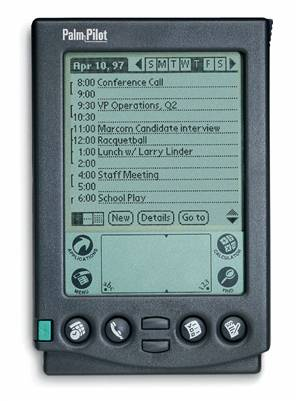 PalmPilot
Apr 10, 97 S M T W T F S
8:00 Conference Call
9:00
9:30 VP Operations, Q2
10:30
11:00 Marcom Candidate interview
12:00 Racquetball
1:00 Lunch w/ Larry Linder
2:00
4:00 Staff Meeting
5:00
6:00 School Play
New Details Go to
APPLICATIONS
CALCULATOR
MENU
FIND
123